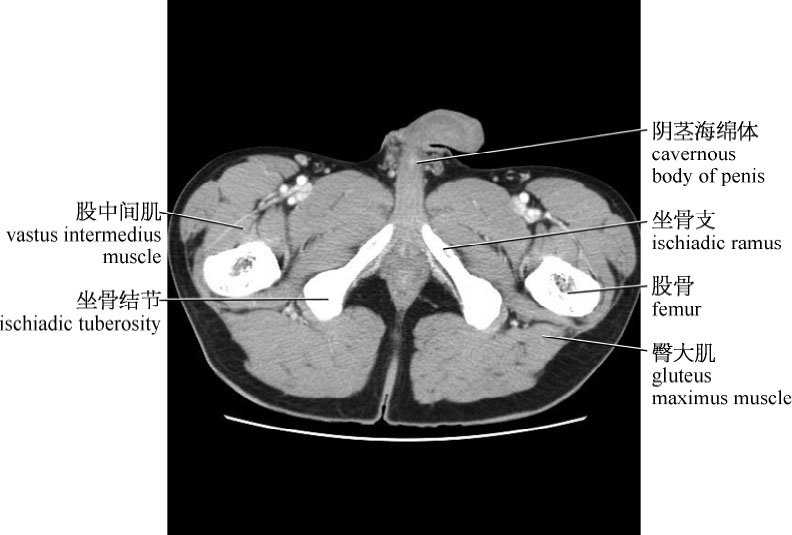 股中间肌
vastus intermedius
muscle
坐骨结节
ischiadic tuberosity
阴茎海绵体
cavernous
body of penis
坐骨支
ischiadic ramus
股骨
femur
臀大肌
gluteus
maximus muscle